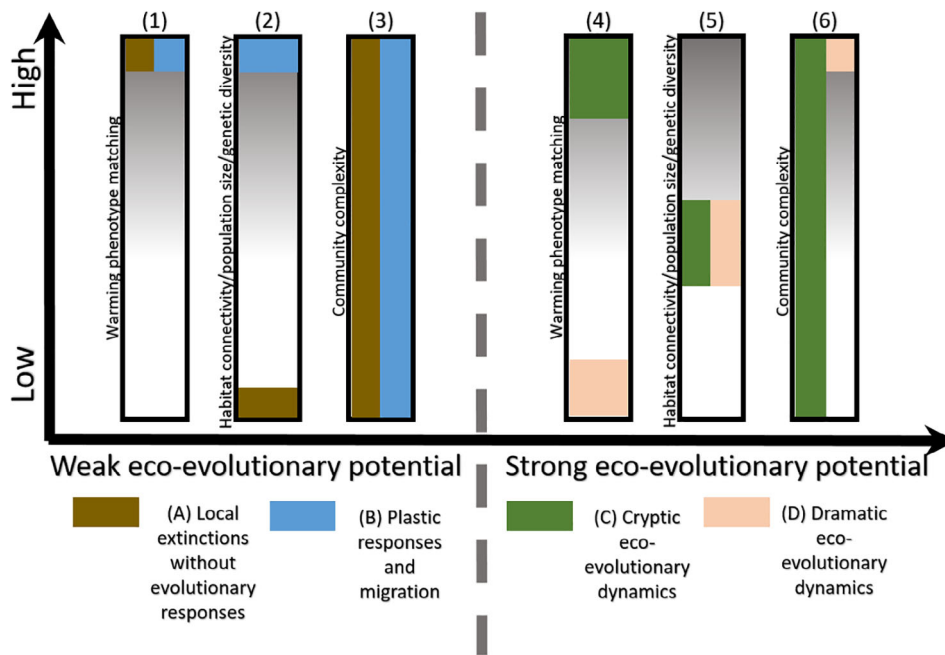 (1)
(2)
(3)
(4)
(5)
(6)
High
Low
Warming phenotype matching
Habitat connectivity/population size/genetic diversity
Community complexity
Warming phenotype matching
Habitat connectivity/population size/genetic diversity
Community complexity
Weak eco-evolutionary potential
Strong eco-evolutionary potential
(A) Local
extinctions
without
evolutionary
responses
(B) Plastic
responses
and
migration
(C) Cryptic
eco-
evolutionary
dynamics
(D) Dramatic
eco-
evolutionary
dynamics